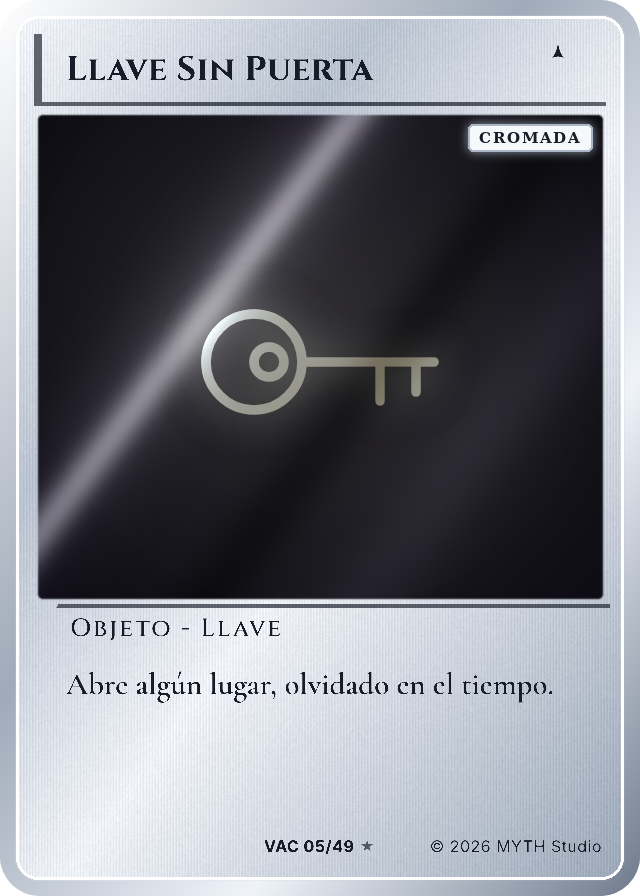 Llave Sin Puerta
CROMADA
Objeto - Llave
Abre algún lugar, olvidado en el tiempo.
VAC 05/49 ★
© 2026 MYTH Studio